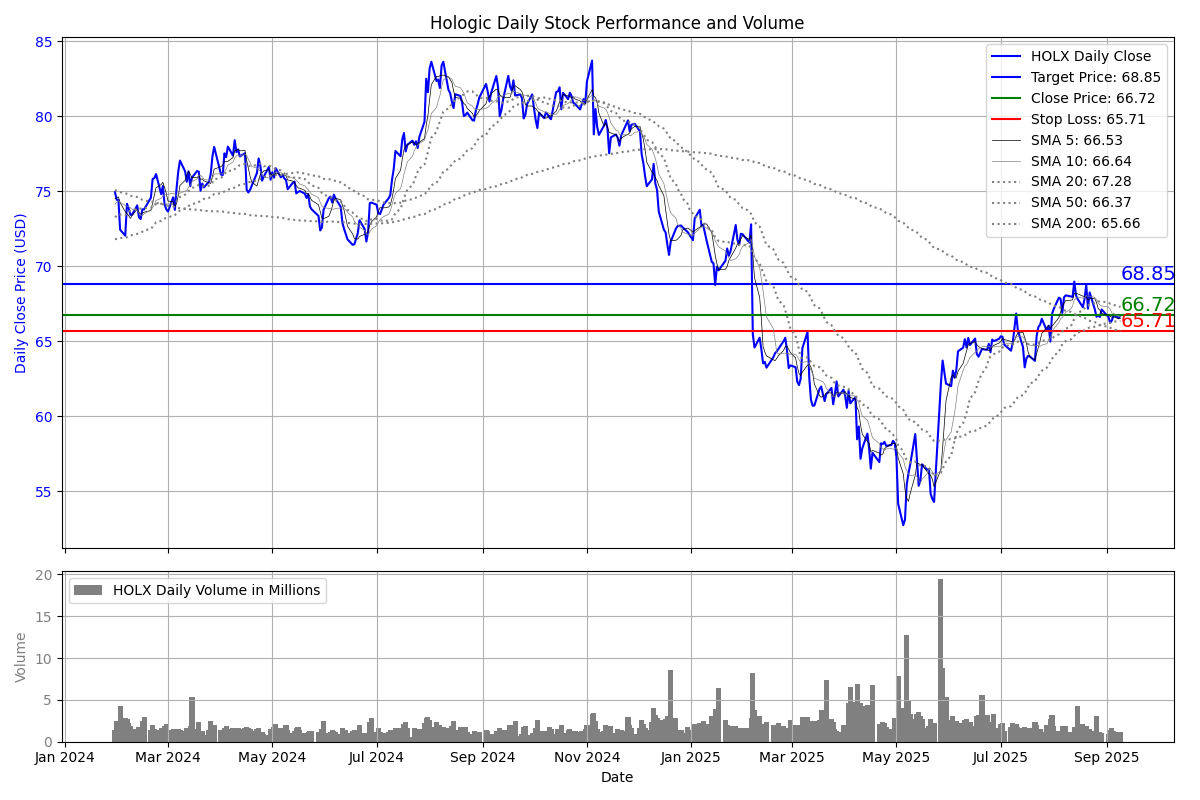 Hologic Daily Stock Performance and Volume
85
80
75
70
65
60
55
Daily Close Price (USD)
HOLX Daily Close
Target Price: 68.85
Close Price: 66.72
Stop Loss: 65.71
SMA 5: 66.53
SMA 10: 66.64
SMA 20: 67.28
SMA 50: 66.37
SMA 200: 65.66
68.85
66.72
65.71
20
15
10
5
0
Volume
HOLX Daily Volume in Millions
Jan 2024 Mar 2024 May 2024 Jul 2024 Sep 2024 Nov 2024 Jan 2025 Mar 2025 May 2025 Jul 2025 Sep 2025
Date